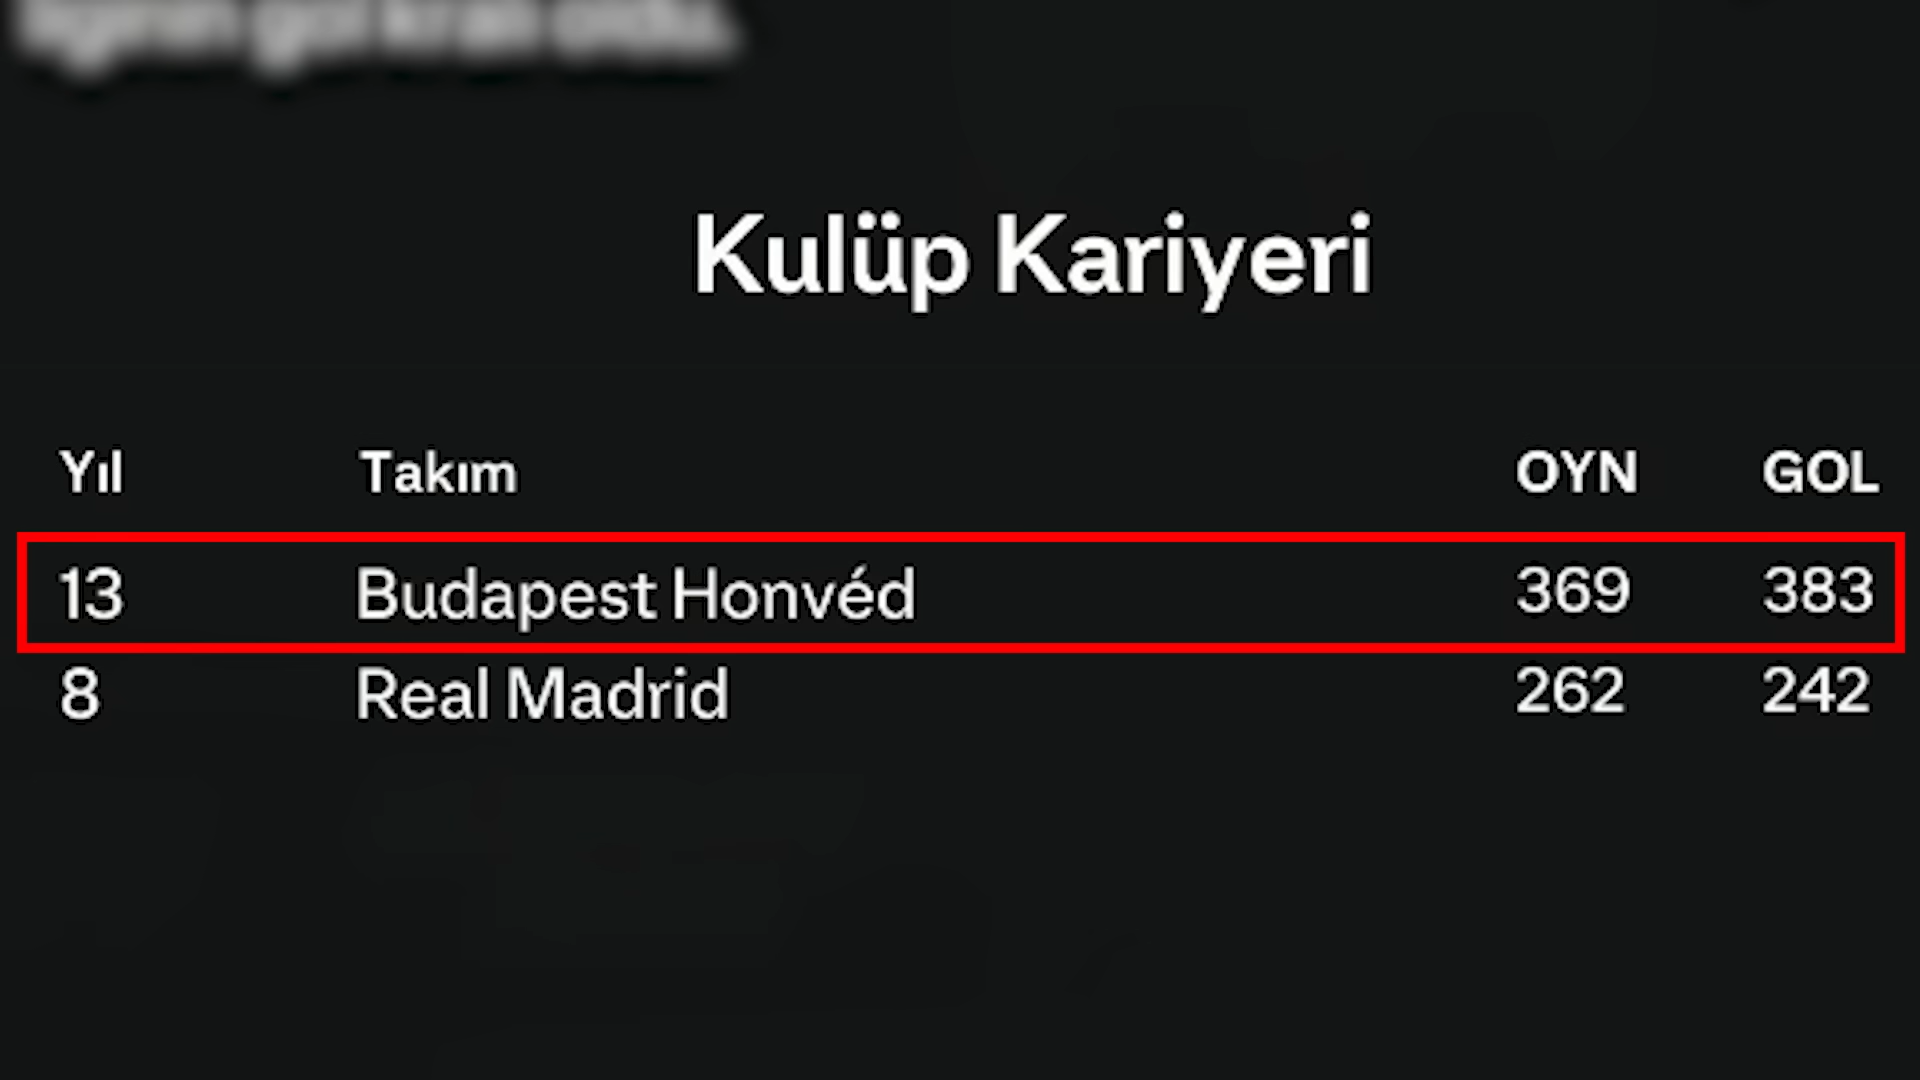 Kulüp Kariyeri
Yıl Takım OYN GOL
13 Budapest Honvéd 369 383
8 Real Madrid 262 242